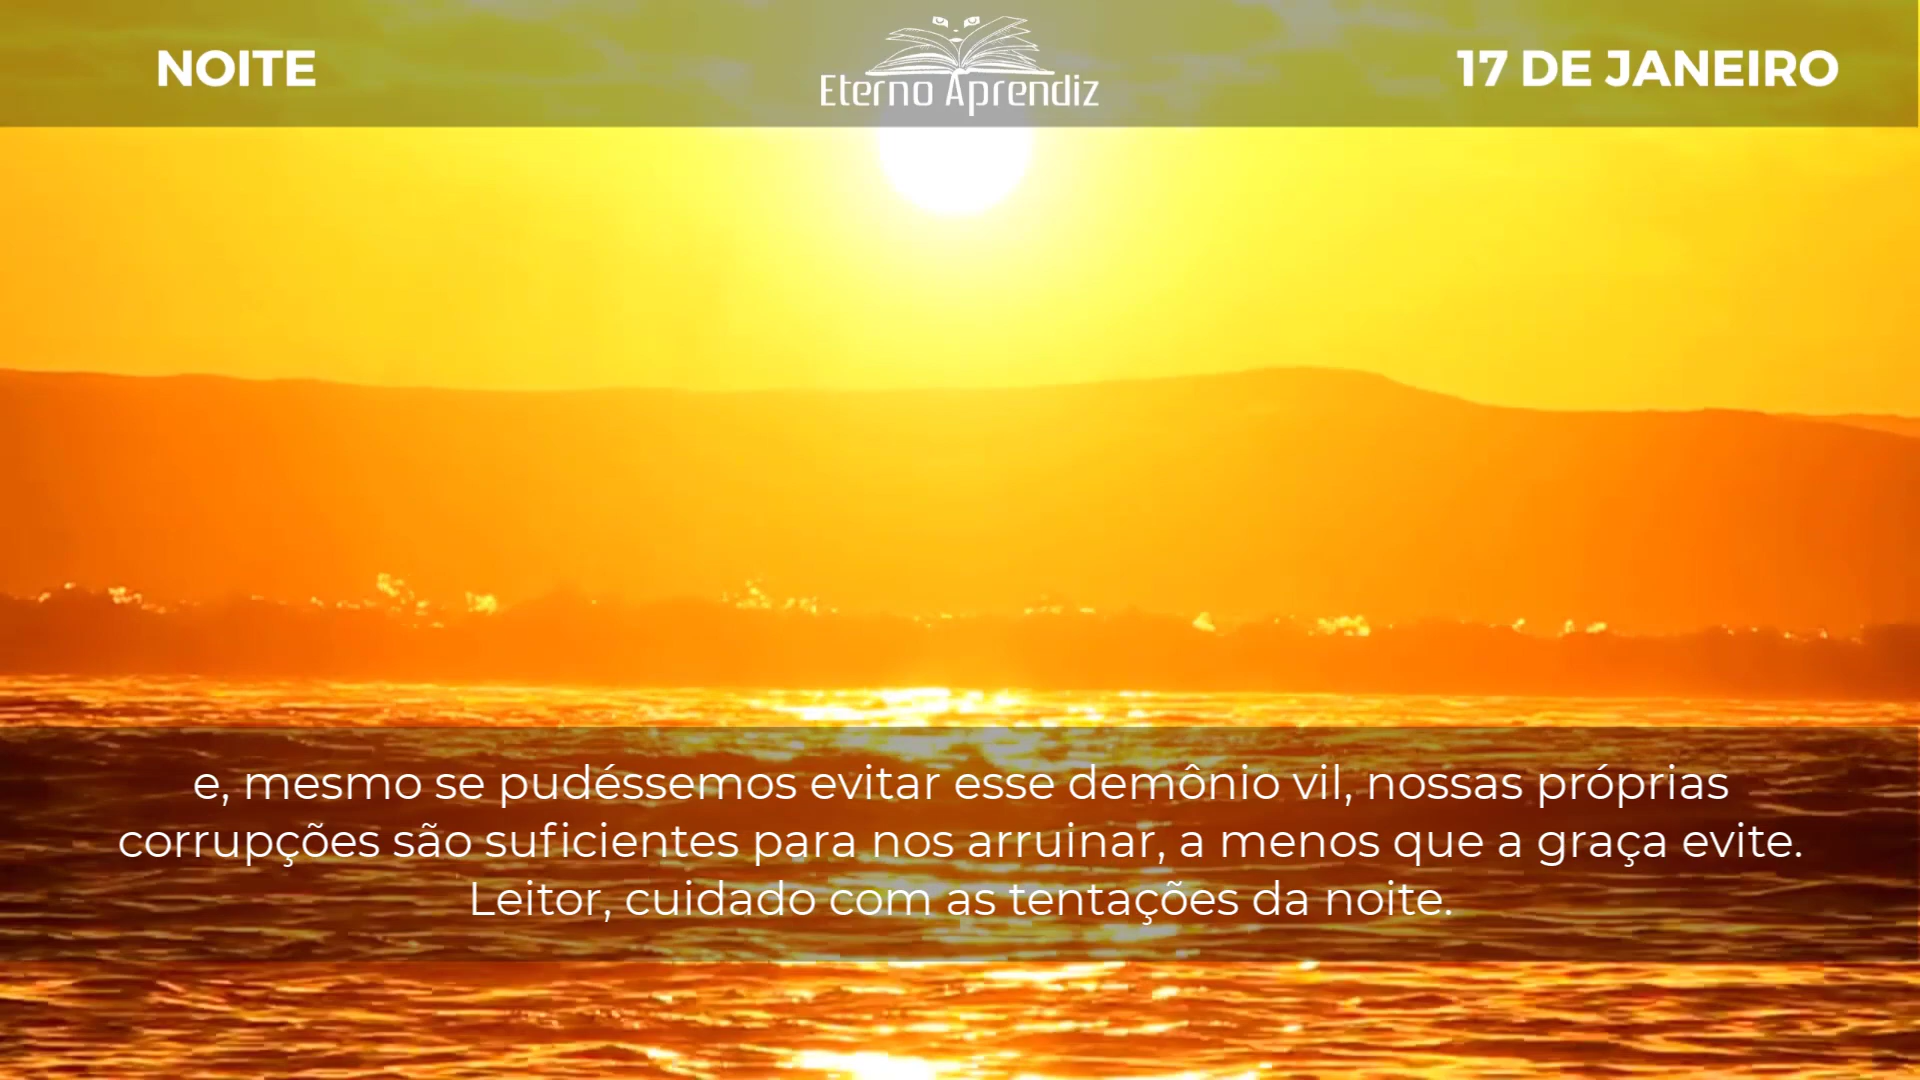 NOITE
Eterno Aprendiz
17 DE JANEIRO
e, mesmo se pudéssemos evitar esse demônio vil, nossas próprias
corrupções são suficientes para nos arruinar, a menos que a graça evite.
Leitor, cuidado com as tentações da noite.